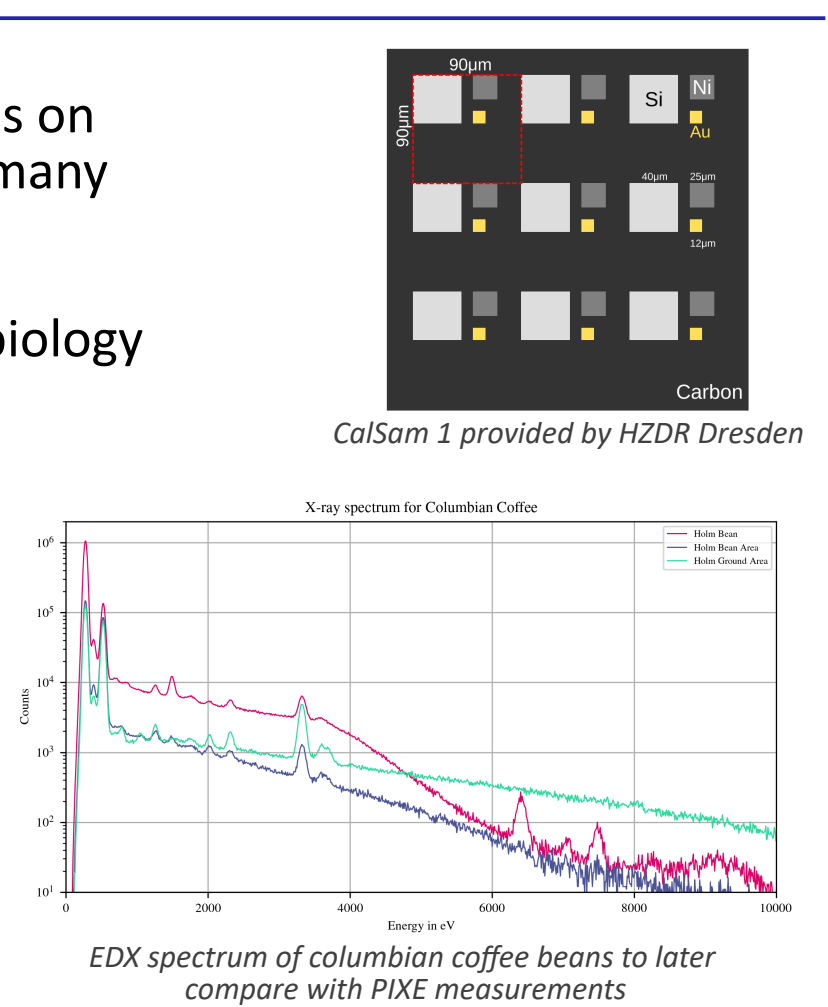 s on
many
biology
90µm
90µm
Si
Ni
Au
40µm
25µm
12µm
Carbon
CalSam 1 provided by HZDR Dresden
X-ray spectrum for Columbian Coffee
Holm Bean
Holm Bean Area
Holm Ground Area
10⁶
10⁵
10⁴
10³
10²
10¹
Counts
0 2000 4000 6000 8000 10000
Energy in eV
EDX spectrum of columbian coffee beans to later
compare with PIXE measurements